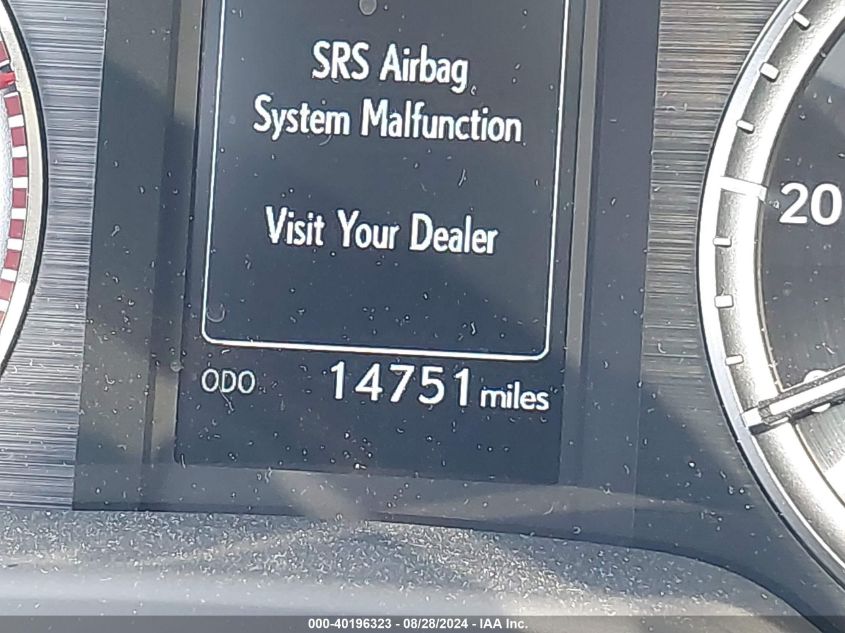 SRS Airbag
System Malfunction
Visit Your Dealer
20
ODO 14751 miles
000-40196323 - 08/28/2024 - IAA Inc.